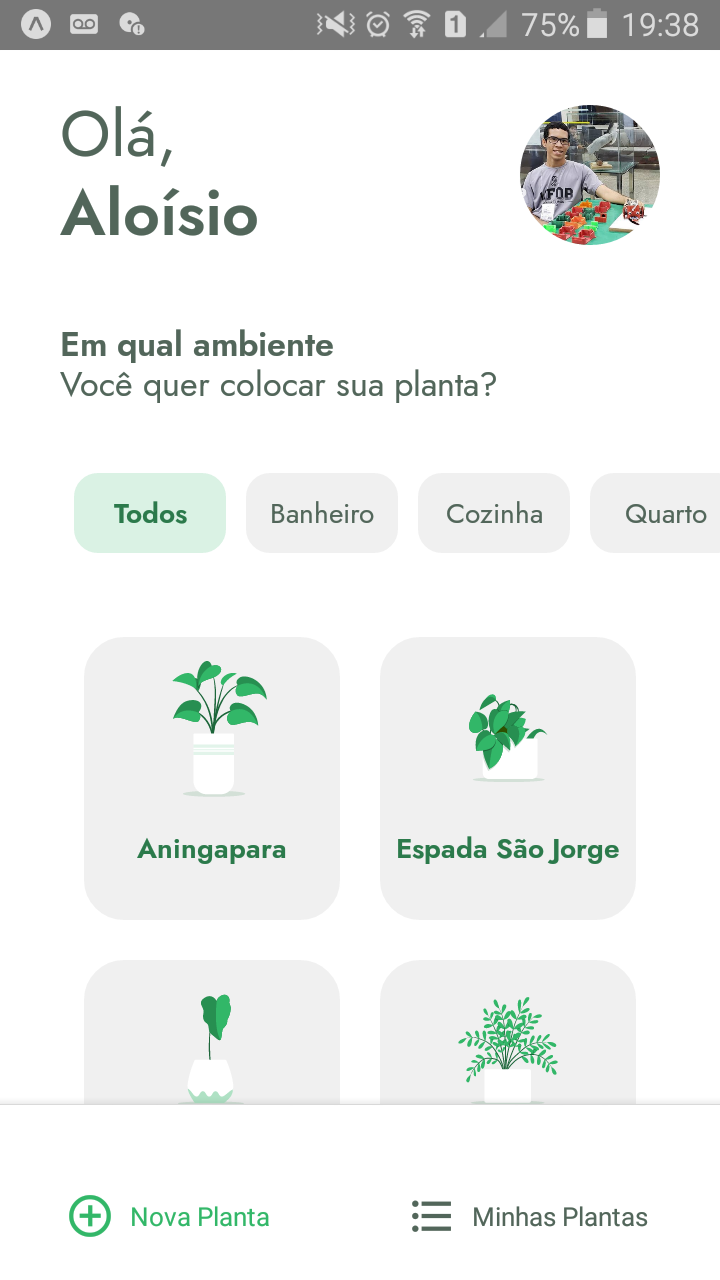 1 75% 19:38
Olá,
Aloísio
UFOB
Em qual ambiente
Você quer colocar sua planta?
Todos Banheiro Cozinha Quarto
Aningapara Espada São Jorge
Nova Planta Minhas Plantas